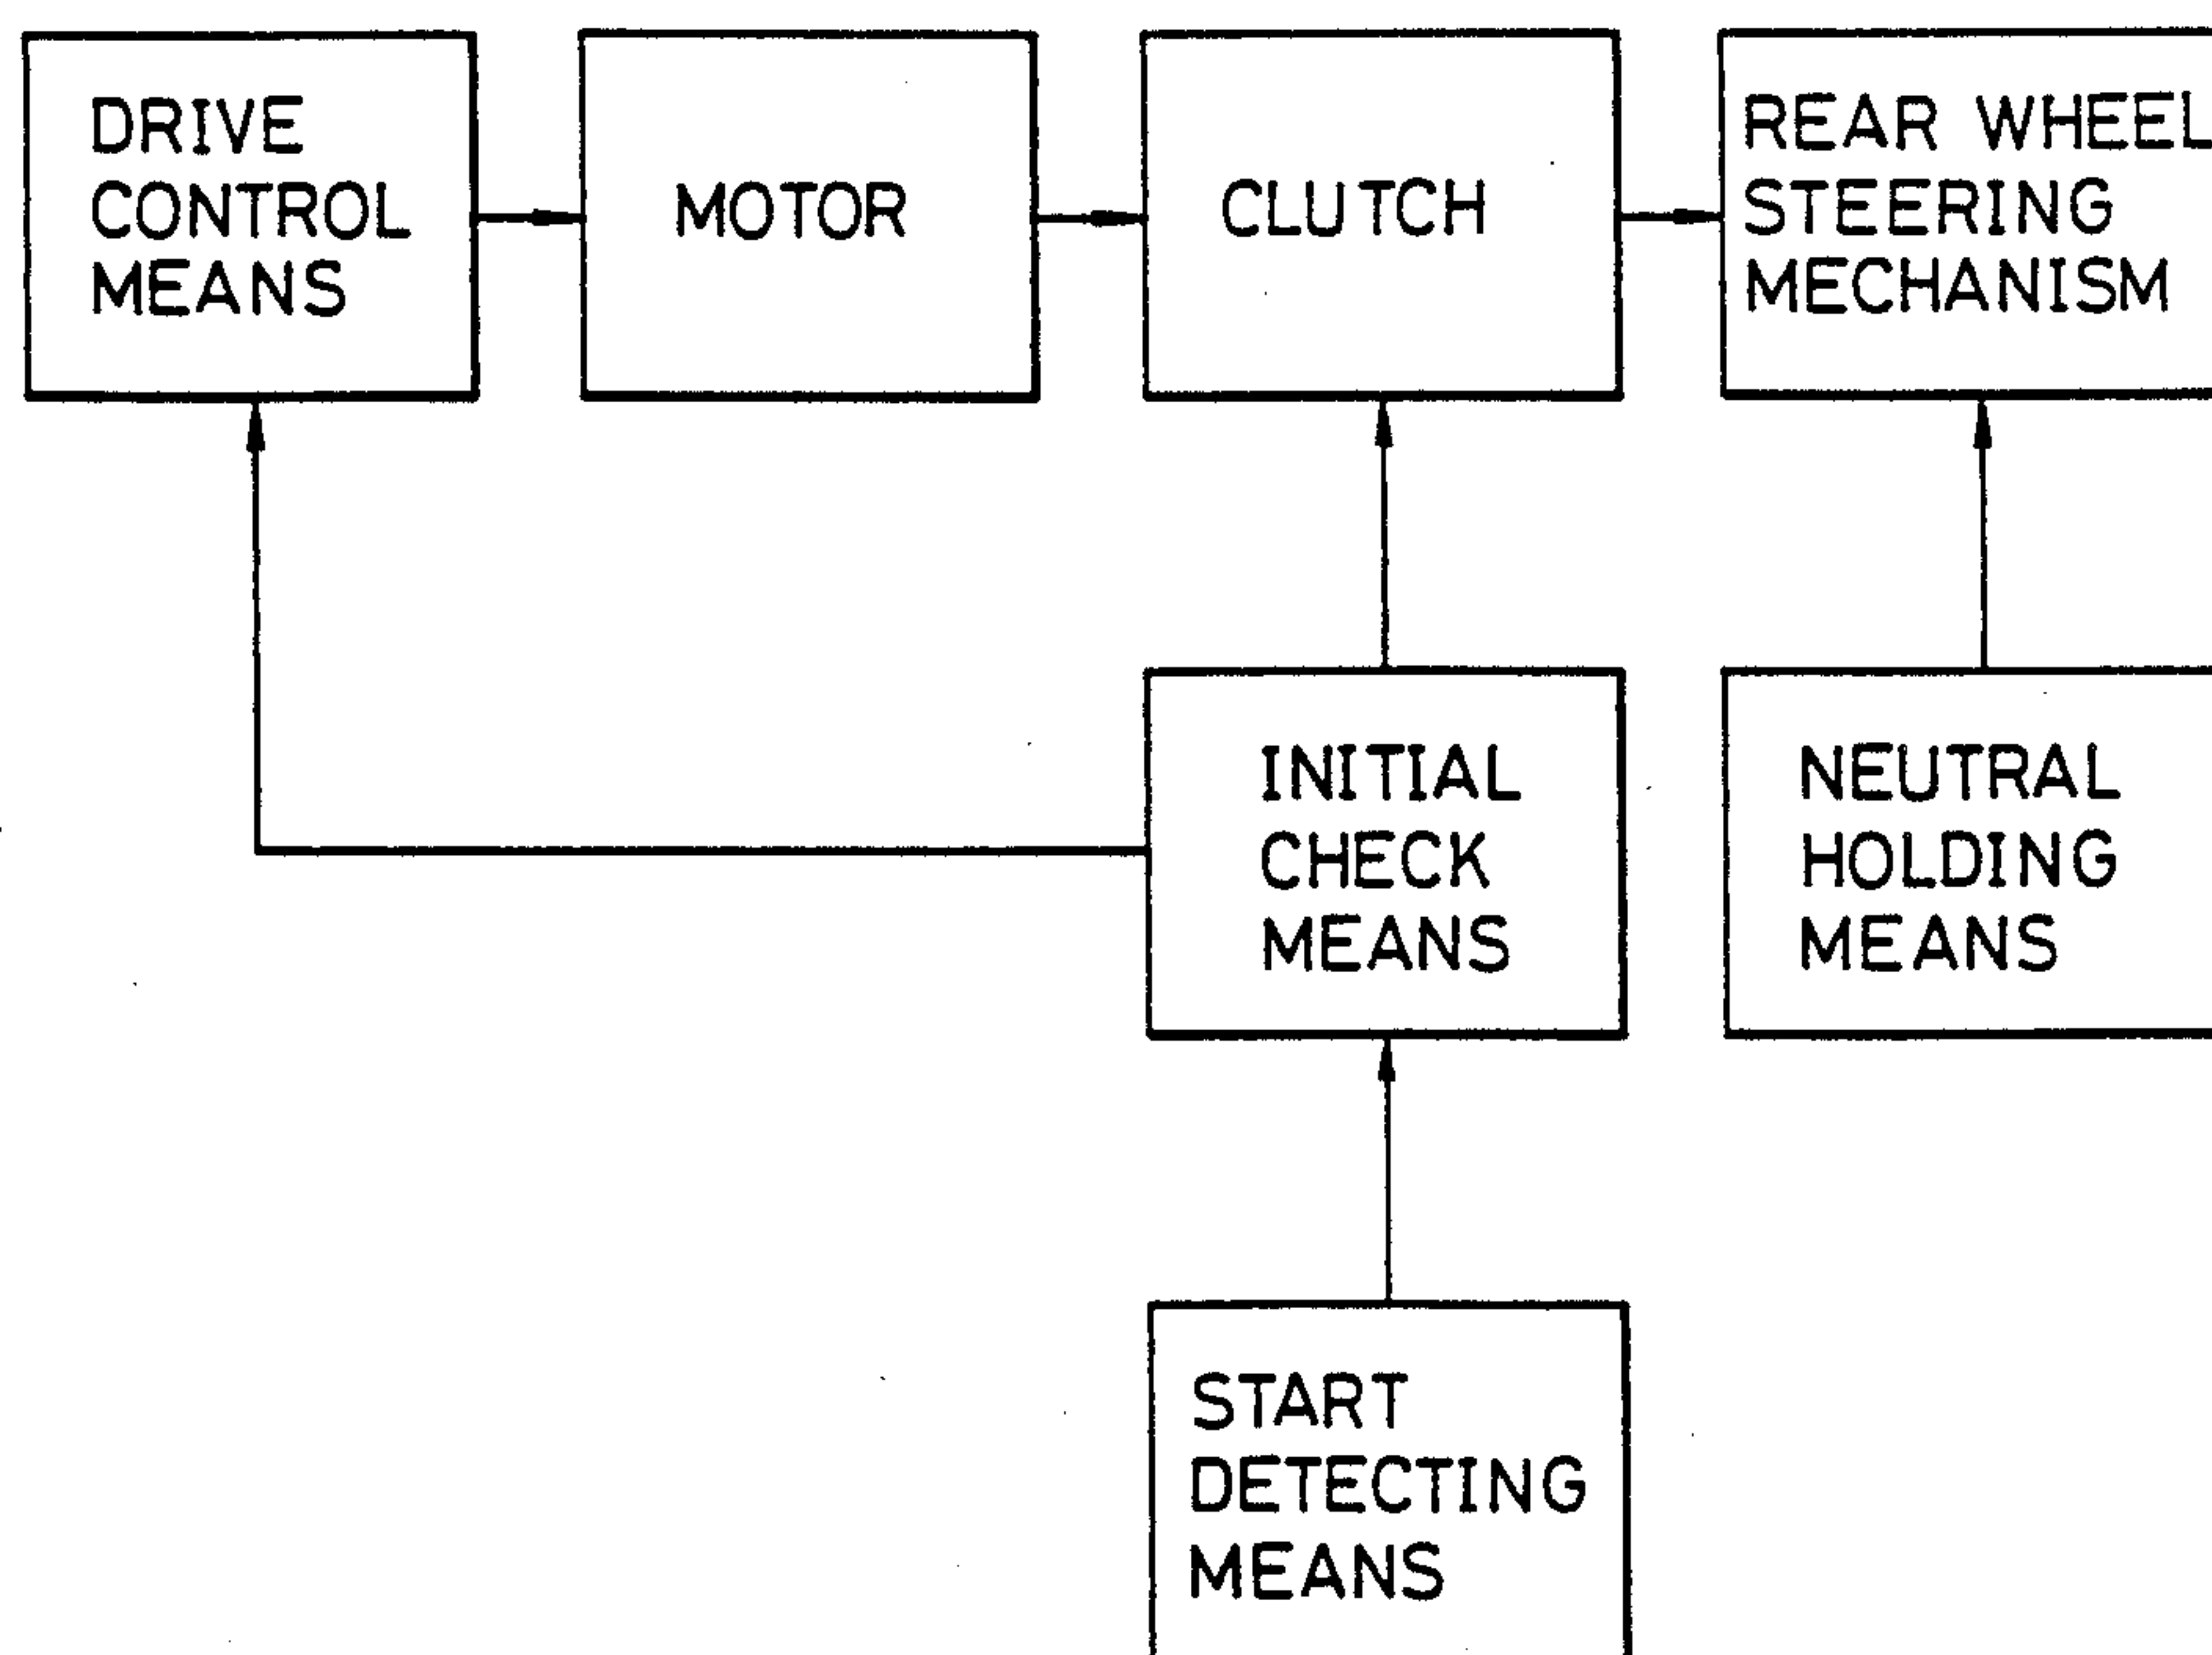 DRIVE
CONTROL
MEANS
MOTOR
CLUTCH
REAR WHEEL
STEERING
MECHANISM
INITIAL
CHECK
MEANS
NEUTRAL
HOLDING
MEANS
START
DETECTING
MEANS